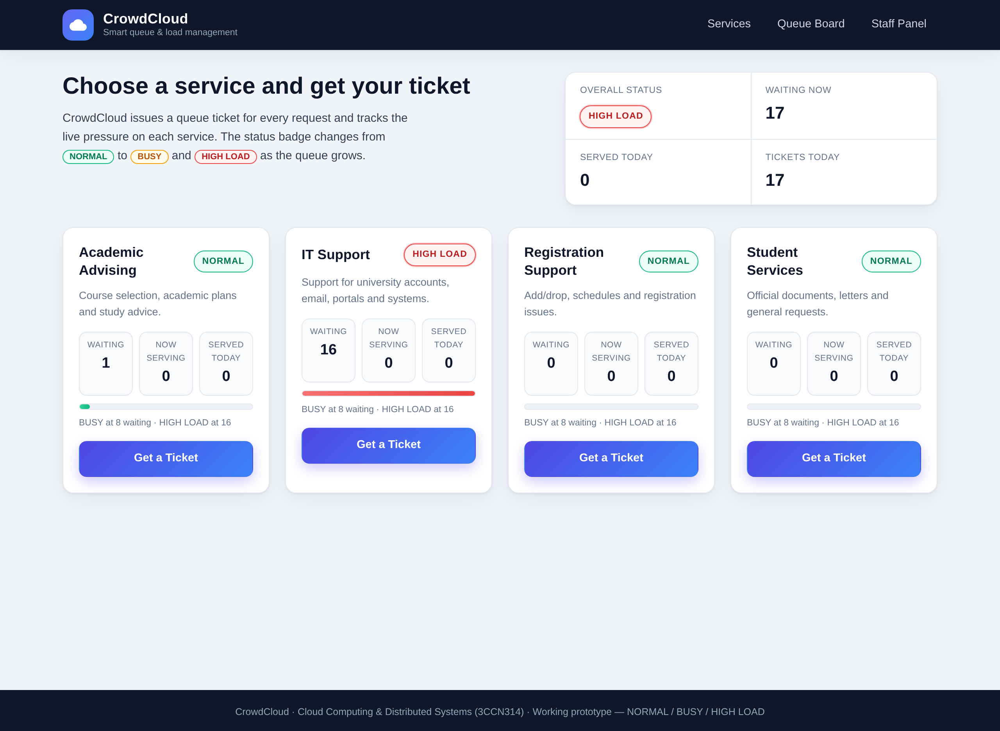 CrowdCloud
Smart queue & load management
Services
Queue Board
Staff Panel
Choose a service and get your ticket
CrowdCloud issues a queue ticket for every request and tracks the
live pressure on each service. The status badge changes from
NORMAL to BUSY and HIGH LOAD as the queue grows.
OVERALL STATUS
HIGH LOAD
WAITING NOW
17
SERVED TODAY
0
TICKETS TODAY
17
Academic
Advising
NORMAL
Course selection, academic plans
and study advice.
WAITING
1
NOW
SERVING
0
SERVED
TODAY
0
BUSY at 8 waiting · HIGH LOAD at 16
Get a Ticket
IT Support
HIGH LOAD
Support for university accounts,
email, portals and systems.
WAITING
16
NOW
SERVING
0
SERVED
TODAY
0
BUSY at 8 waiting · HIGH LOAD at 16
Get a Ticket
Registration
Support
NORMAL
Add/drop, schedules and registration
issues.
WAITING
0
NOW
SERVING
0
SERVED
TODAY
0
BUSY at 8 waiting · HIGH LOAD at 16
Get a Ticket
Student
Services
NORMAL
Official documents, letters and
general requests.
WAITING
0
NOW
SERVING
0
SERVED
TODAY
0
BUSY at 8 waiting · HIGH LOAD at 16
Get a Ticket
CrowdCloud · Cloud Computing & Distributed Systems (3CCN314) · Working prototype — NORMAL / BUSY / HIGH LOAD